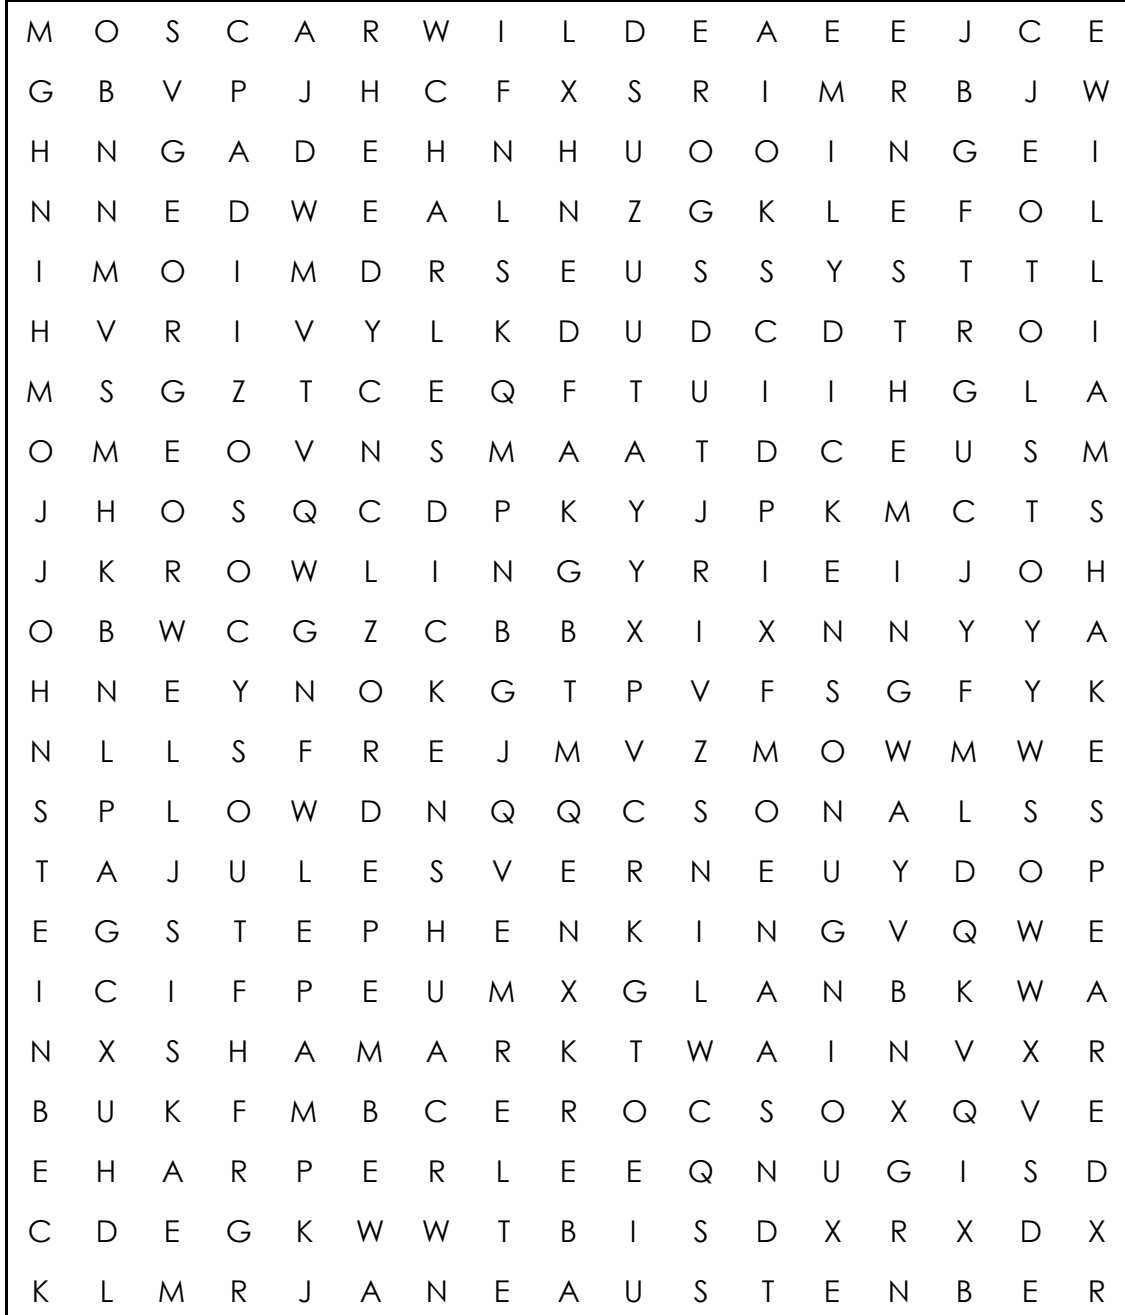 M O S C A R W I L D E A E E J C E
G B V P J H C F X S R I M R B J W
H N G A D E H N H U O O I N G E I
N N E D W E A L N Z G K L E F O L
I M O I M D R S E U S S Y S T T L
H V R I V Y L K D U D C D T R O I
M S G Z T C E Q F T U I I H G L A
O M E O V N S M A A T D C E U S M
J H O S Q C D P K Y J P K M C T S
J K R O W L I N G Y R I E I J O H
O B W C G Z C B B X I X N N Y Y A
H N E Y N O K G T P V F S G F Y K
N L L S F R E J M V Z M O W M W E
S P L O W D N Q Q C S O N A L S S
T A J U L E S V E R N E U Y D O P
E G S T E P H E N K I N G V Q W E
I C I F P E U M X G L A N B K W A
N X S H A M A R K T W A I N V X R
B U K F M B C E R O C S O X Q V E
E H A R P E R L E E Q N U G I S D
C D E G K W W T B I S D X R X D X
K L M R J A N E A U S T E N B E R